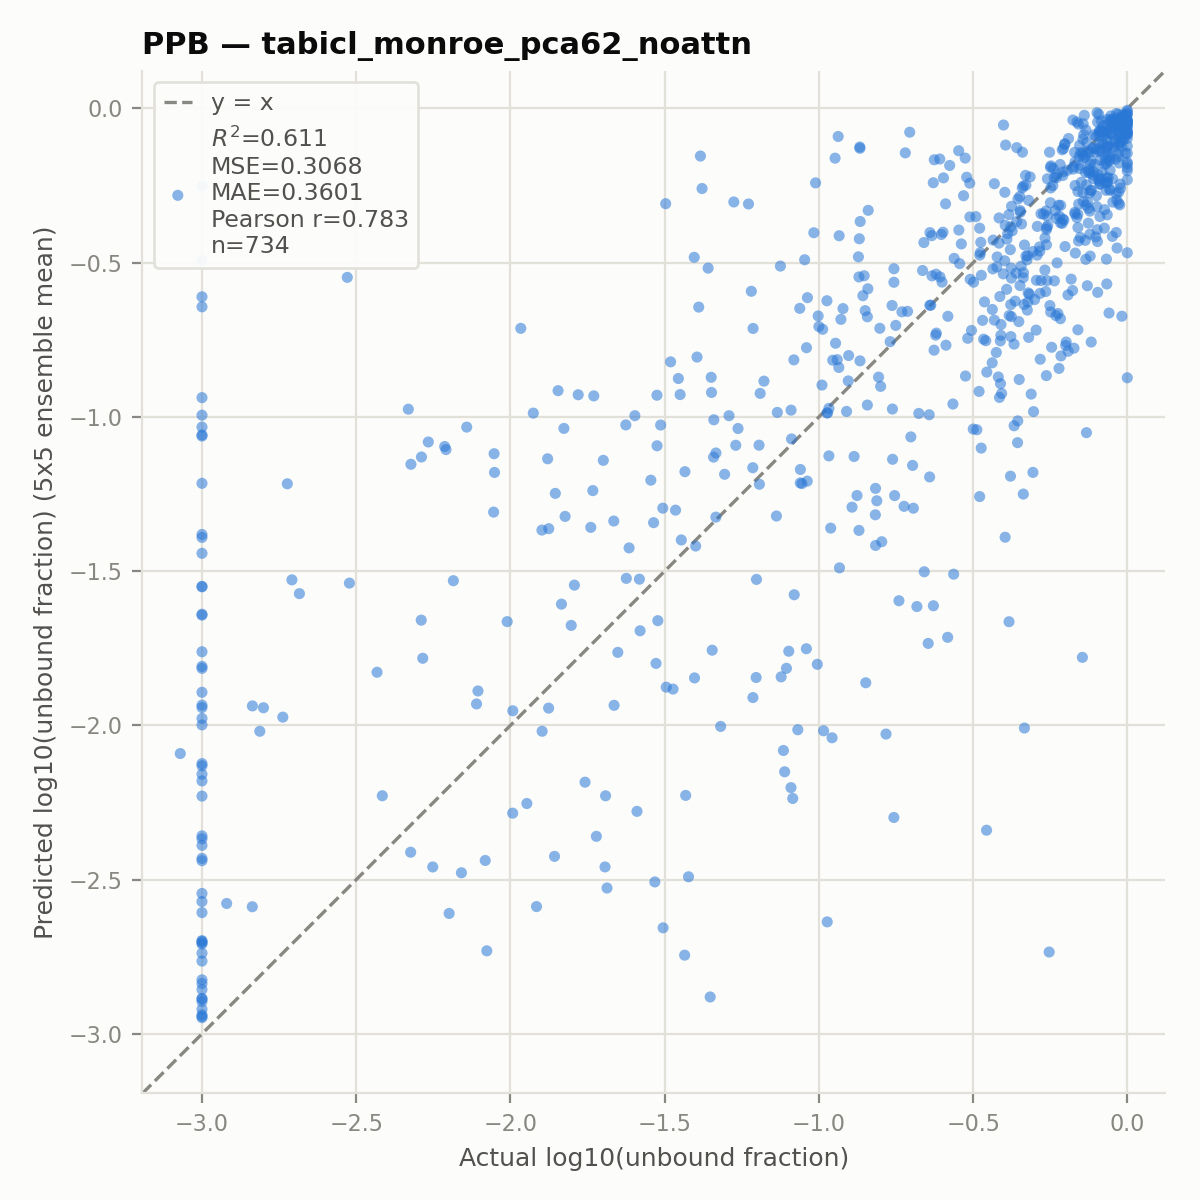 PPB — tabicl_monroe_pca62_noattn
y = x
R²=0.611
MSE=0.3068
MAE=0.3601
Pearson r=0.783
n=734
Predicted log10(unbound fraction) (5x5 ensemble mean)
0.0
−0.5
−1.0
−1.5
−2.0
−2.5
−3.0
−3.0 −2.5 −2.0 −1.5 −1.0 −0.5 0.0
Actual log10(unbound fraction)